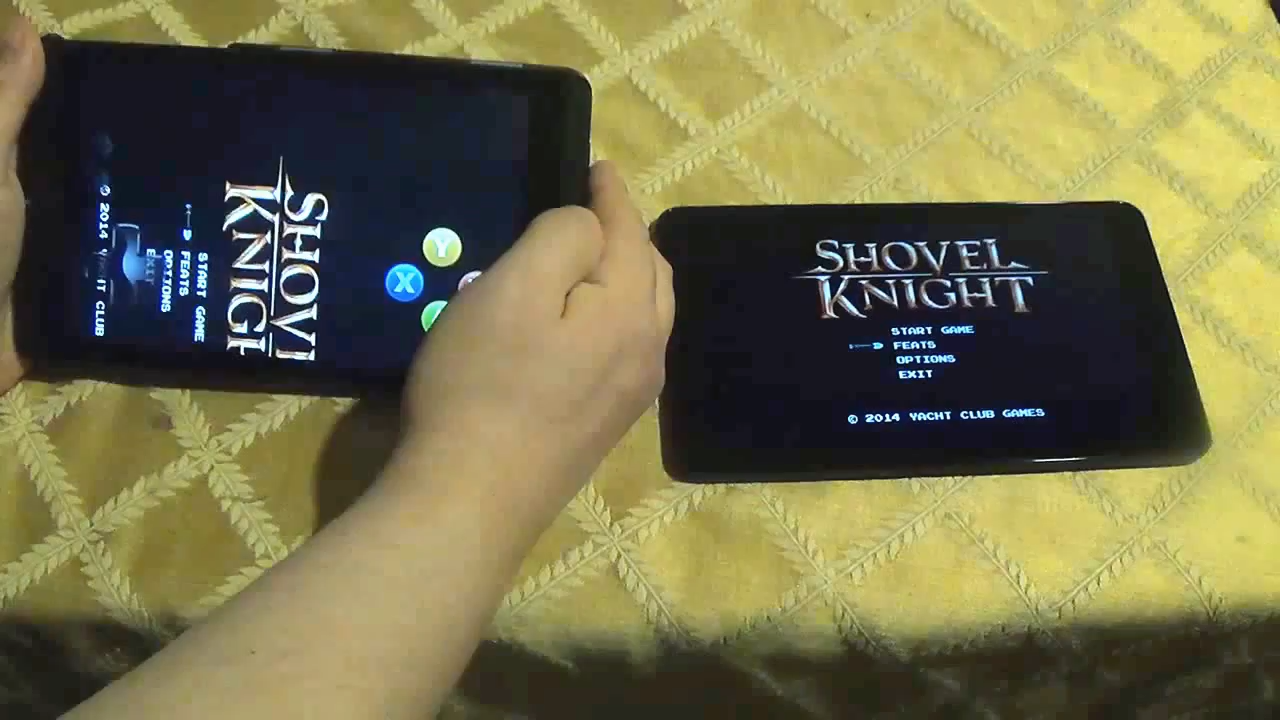 SHOVEL
KNIGHT
START GAME
FEATS
OPTIONS
EXIT
© 2014 YACHT CLUB
Y
X
SHOVEL
KNIGHT
START GAME
FEATS
OPTIONS
EXIT
© 2014 YACHT CLUB GAMES